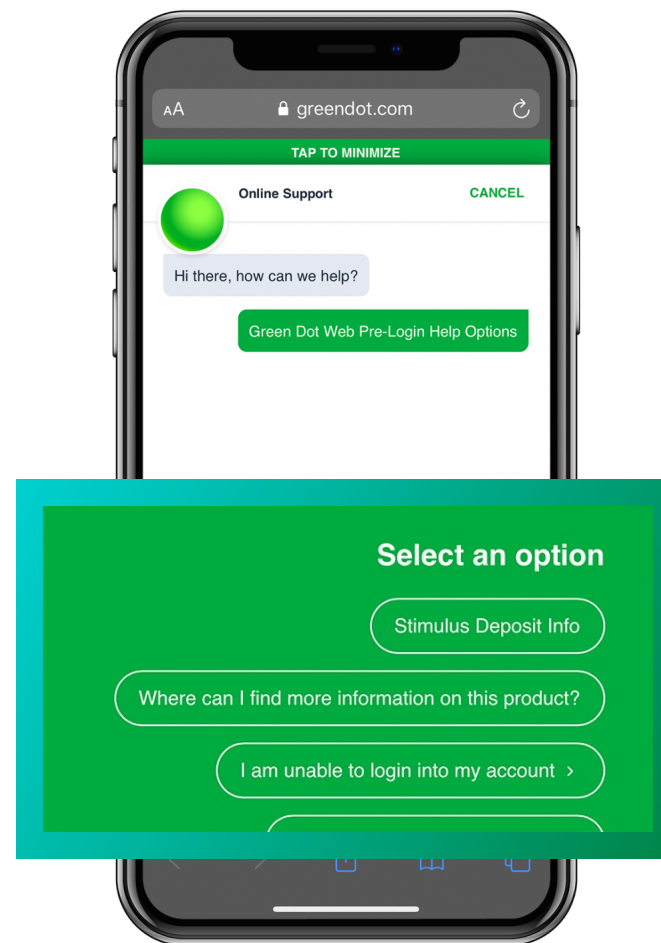 AA
greendot.com
TAP TO MINIMIZE
Online Support
CANCEL
Hi there, how can we help?
Green Dot Web Pre-Login Help Options
Select an option
Stimulus Deposit Info
Where can I find more information on this product?
I am unable to login into my account >